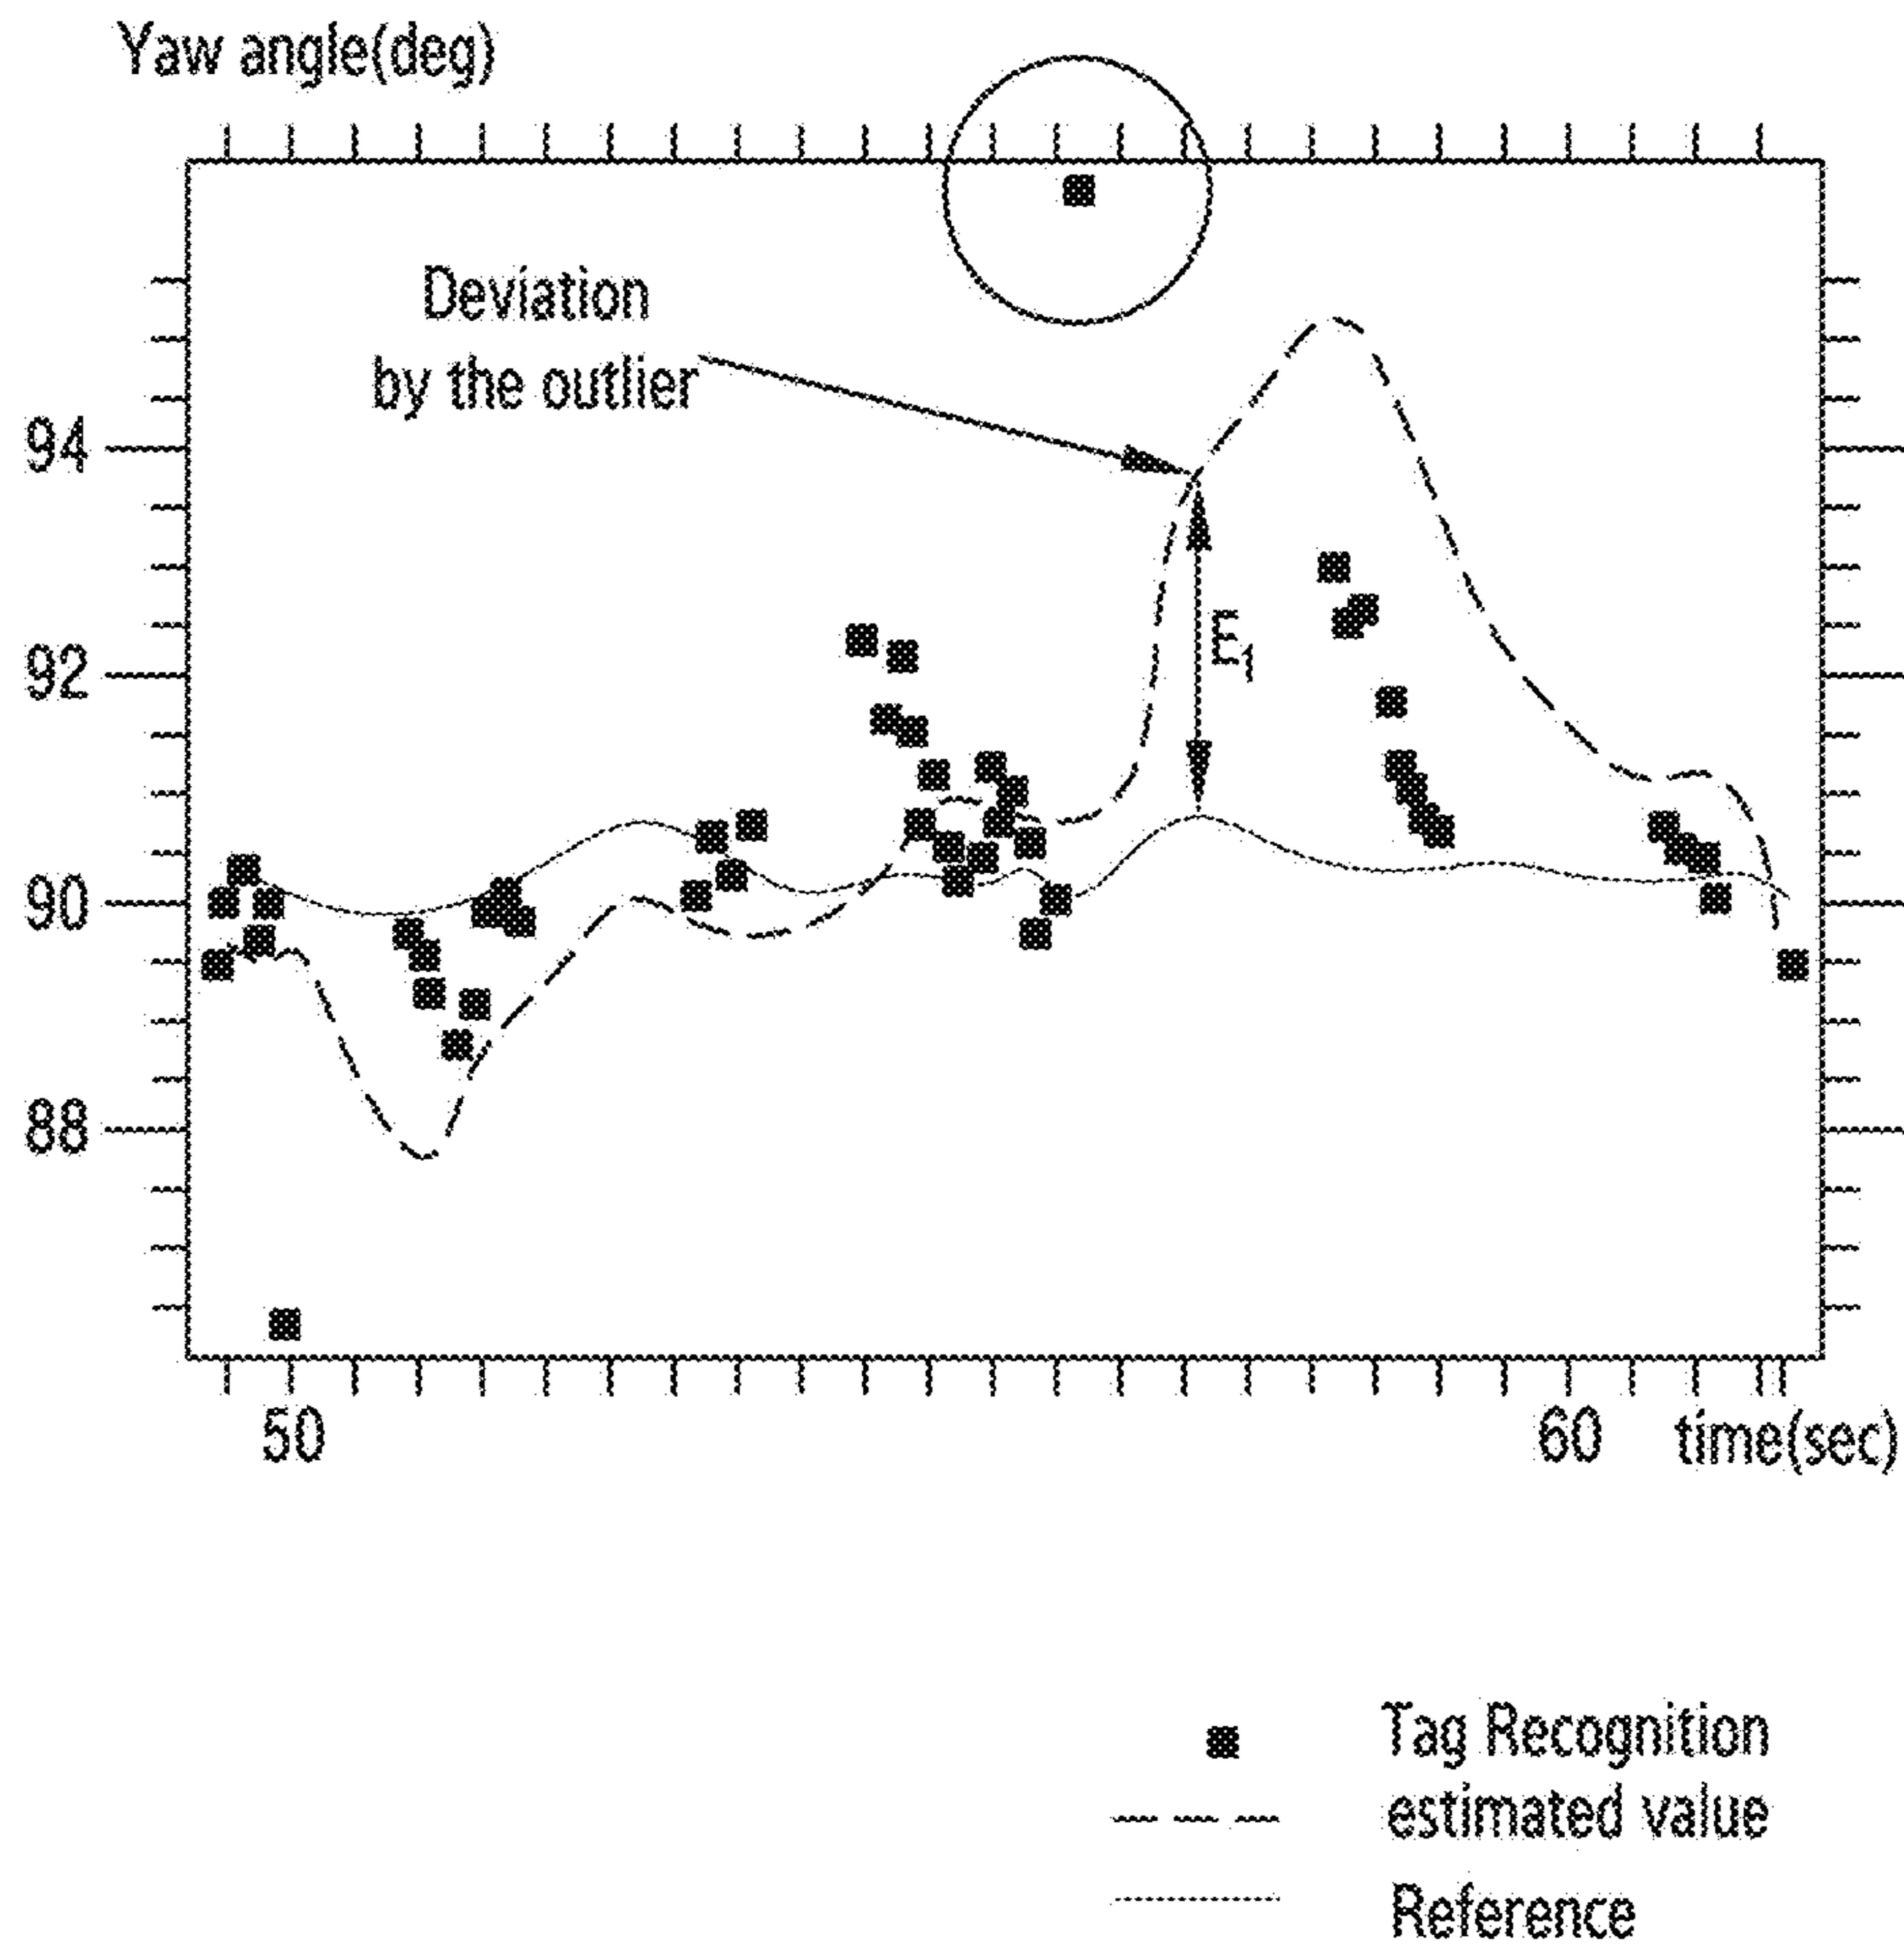 Yaw angle(deg)
Deviation
by the outlier
94
E1
92
90
88
50
60
time(sec)
Tag Recognition
estimated value
Reference